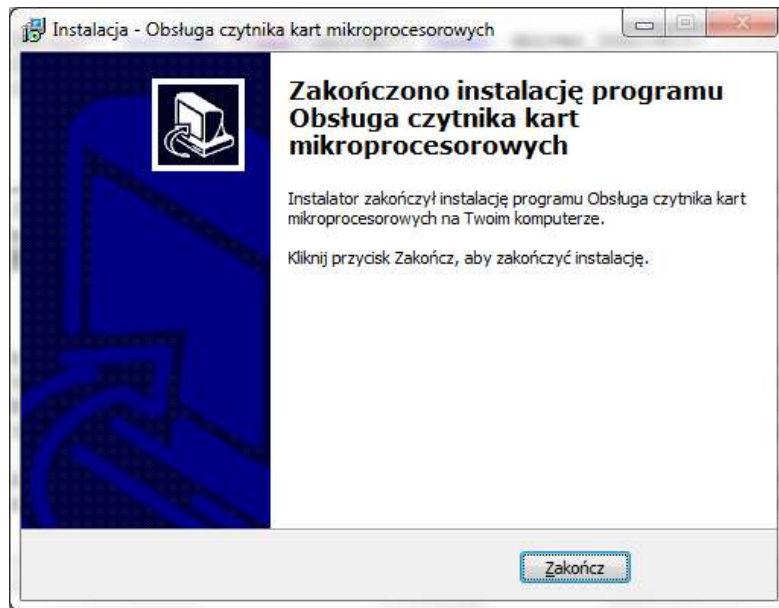 Instalacja - Obsługa czytnika kart mikroprocesorowych
Zakończono instalację programu
Obsługa czytnika kart
mikroprocesorowych
Instalator zakończył instalację programu Obsługa czytnika kart
mikroprocesorowych na Twoim komputerze.
Kliknij przycisk Zakończ, aby zakończyć instalację.
Zakończ